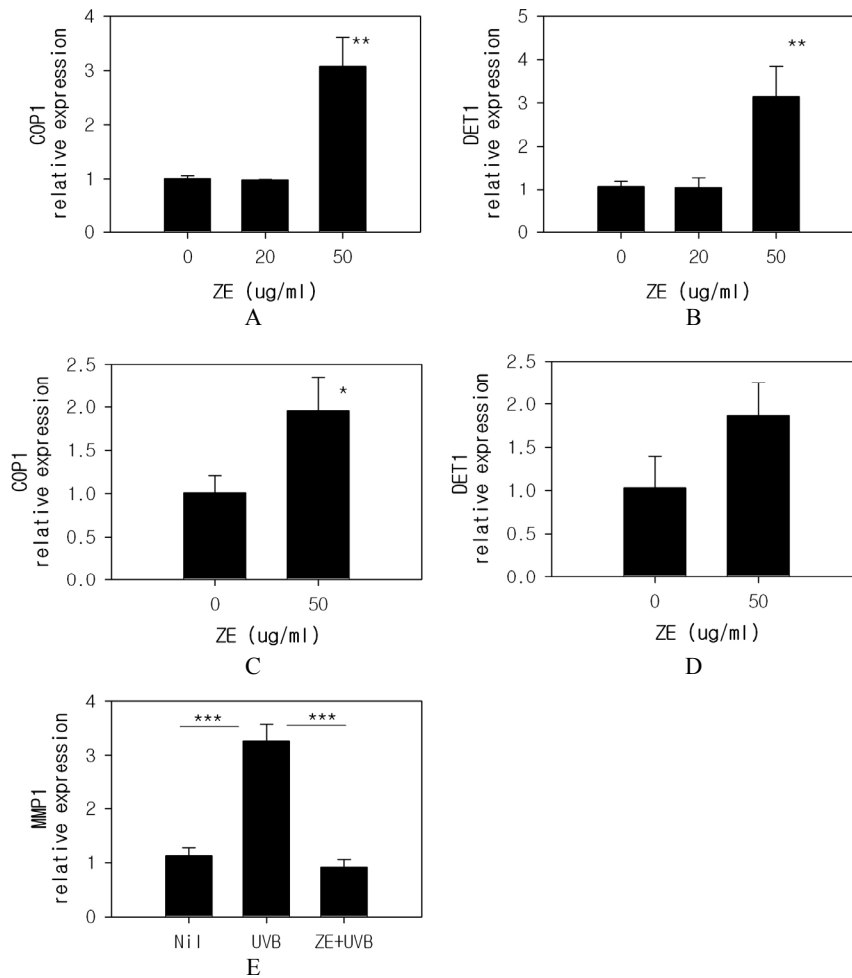 4
3
2
1
0
COP1
relative expression
**
0 20 50
ZE (ug/ml)
A
5
4
3
2
1
0
DET1
relative expression
**
0 20 50
ZE (ug/ml)
B
2.5
2.0
1.5
1.0
0.5
0.0
COP1
relative expression
*
0 50
ZE (ug/ml)
C
2.5
2.0
1.5
1.0
0.5
0.0
DET1
relative expression
0 50
ZE (ug/ml)
D
4
3
2
1
0
MMP1
relative expression
*** ***
Nil UVB ZE+UVB
E